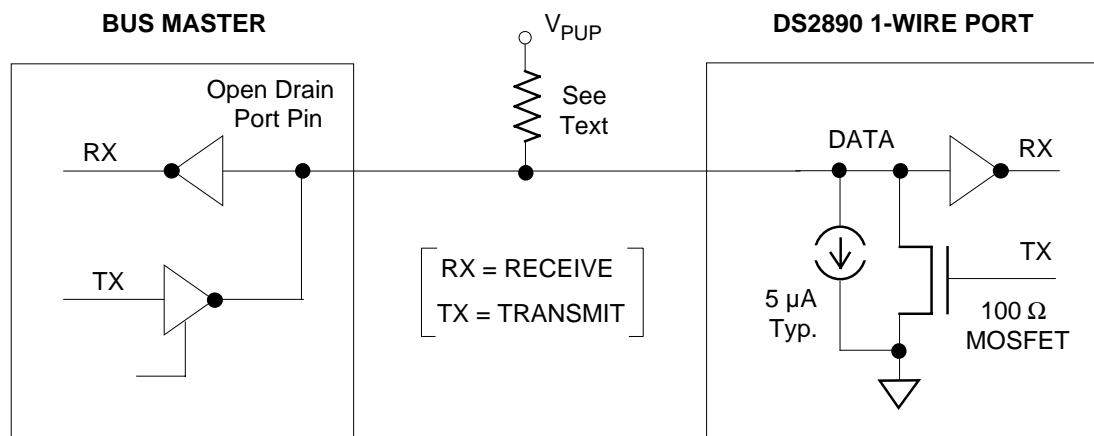 BUS MASTER
V_PUP
DS2890 1-WIRE PORT
Open Drain
Port Pin
See
Text
RX
DATA
RX
TX
RX = RECEIVE
TX = TRANSMIT
5 µA
Typ.
TX
100 Ω
MOSFET